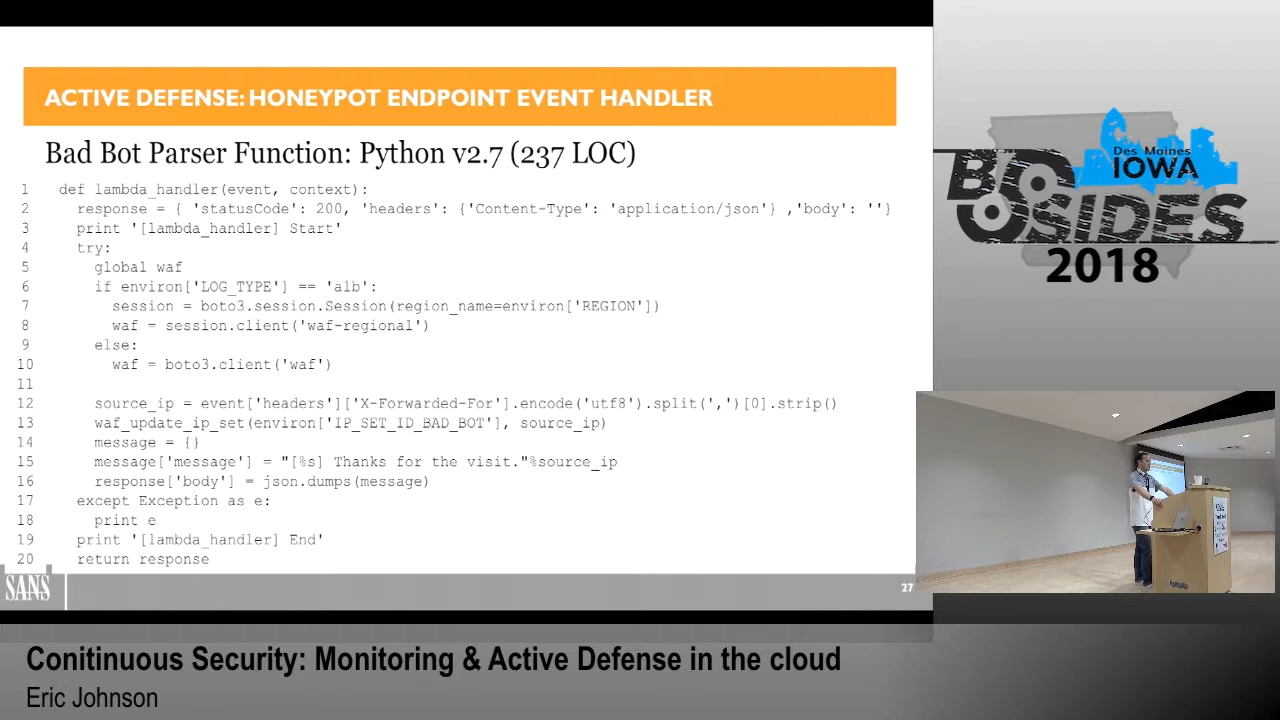 ACTIVE DEFENSE: HONEYPOT ENDPOINT EVENT HANDLER
Bad Bot Parser Function: Python v2.7 (237 LOC)
1 def lambda_handler(event, context):
2 response = { 'statusCode': 200, 'headers': {'Content-Type': 'application/json'} ,'body': ''}
3 print '[lambda_handler] Start'
4 try:
5 global waf
6 if environ['LOG_TYPE'] == 'alb':
7 session = boto3.session.Session(region_name=environ['REGION'])
8 waf = session.client('waf-regional')
9 else:
10 waf = boto3.client('waf')
11
12 source_ip = event['headers']['X-Forwarded-For'].encode('utf8').split(',')[0].strip()
13 waf_update_ip_set(environ['IP_SET_ID_BAD_BOT'], source_ip)
14 message = {}
15 message['message'] = "[%s] Thanks for the visit."%source_ip
16 response['body'] = json.dumps(message)
17 except Exception as e:
18 print e
19 print '[lambda_handler] End'
20 return response
SANS
27
Des Moines
IOWA
BSIDES
2018
Conitinuous Security: Monitoring & Active Defense in the cloud
Eric Johnson